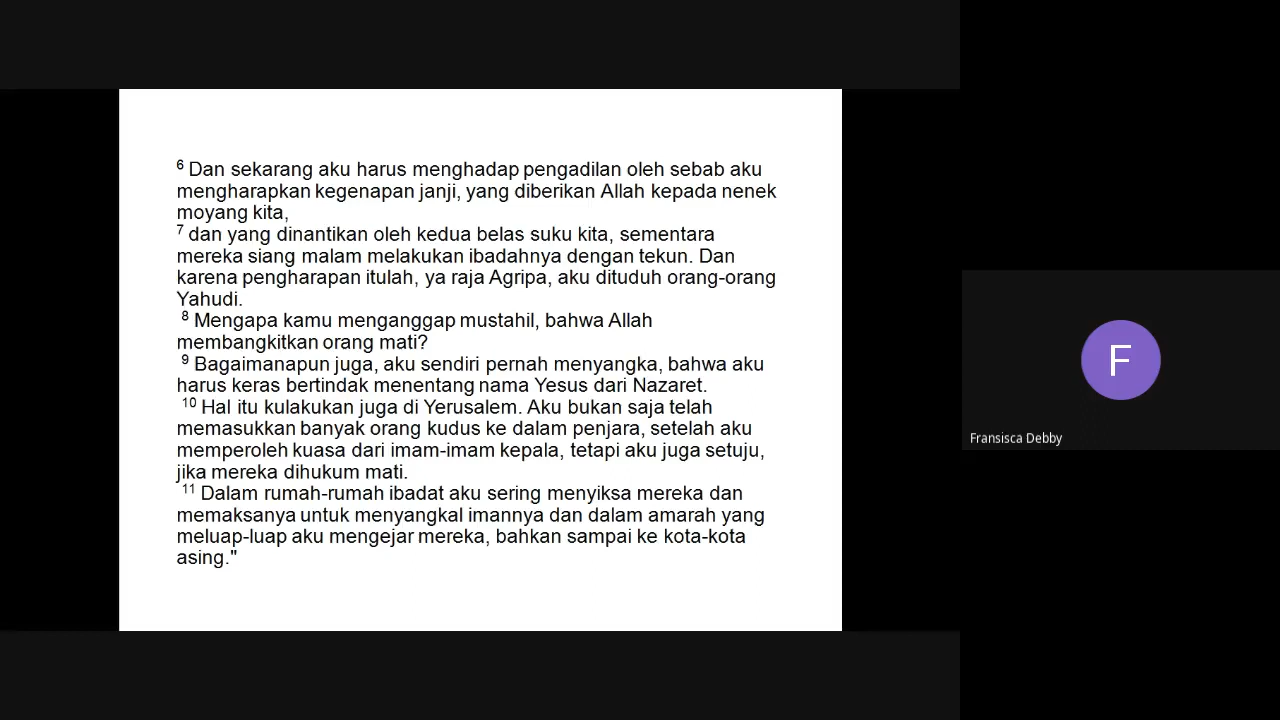 6 Dan sekarang aku harus menghadap pengadilan oleh sebab aku
mengharapkan kegenapan janji, yang diberikan Allah kepada nenek
moyang kita,
7 dan yang dinantikan oleh kedua belas suku kita, sementara
mereka siang malam melakukan ibadahnya dengan tekun. Dan
karena pengharapan itulah, ya raja Agripa, aku dituduh orang-orang
Yahudi.
8 Mengapa kamu menganggap mustahil, bahwa Allah
membangkitkan orang mati?
9 Bagaimanapun juga, aku sendiri pernah menyangka, bahwa aku
harus keras bertindak menentang nama Yesus dari Nazaret.
10 Hal itu kulakukan juga di Yerusalem. Aku bukan saja telah
memasukkan banyak orang kudus ke dalam penjara, setelah aku
memperoleh kuasa dari imam-imam kepala, tetapi aku juga setuju,
jika mereka dihukum mati.
11 Dalam rumah-rumah ibadat aku sering menyiksa mereka dan
memaksanya untuk menyangkal imannya dan dalam amarah yang
meluap-luap aku mengejar mereka, bahkan sampai ke kota-kota
asing."
F
Fransisca Debby